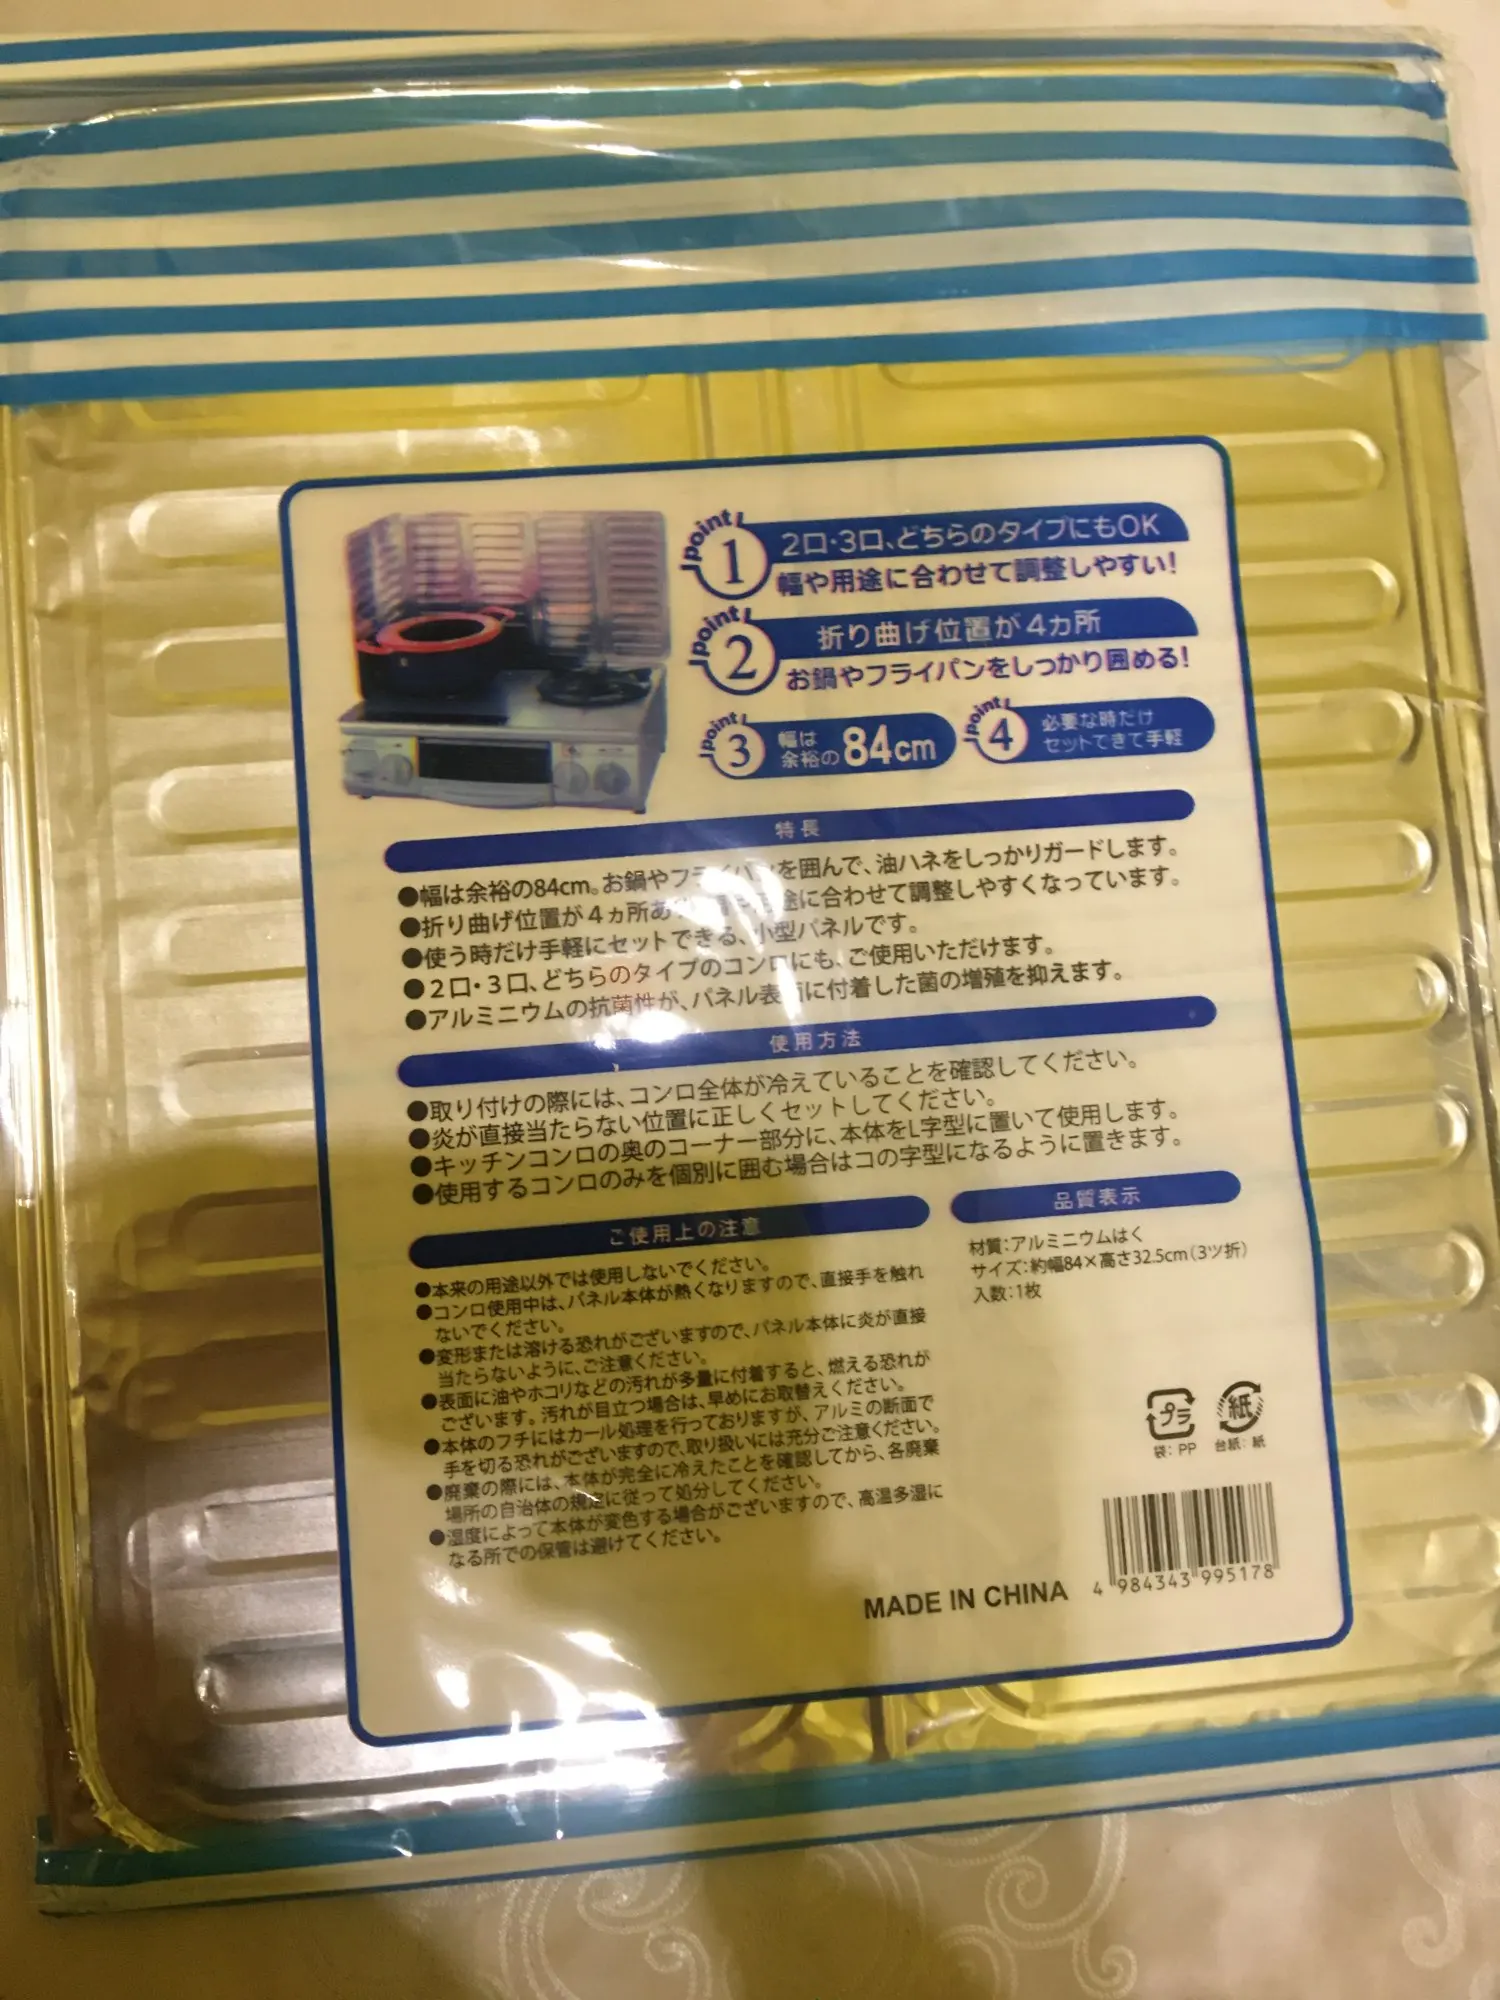 point 1
2口・3口、どちらのタイプにもOK
幅や用途に合わせて調整しやすい!
point 2
折り曲げ位置が4カ所
お鍋やフライパンをしっかり囲める!
point 3
幅は
余裕の84cm
point 4
必要な時だけ
セットできて手軽
特長
●幅は余裕の84cm。お鍋やフライパンを囲んで、油ハネをしっかりガードします。
●折り曲げ位置が4ヵ所あ 途に合わせて調整しやすくなっています。
●使う時だけ手軽にセットできる、小型パネルです。
●2口・3口、どちらのタイプのコンロにも、ご使用いただけます。
●アルミニウムの抗菌性が、パネル表面に付着した菌の増殖を抑えます。
使用方法
●取り付けの際には、コンロ全体が冷えていることを確認してください。
●炎が直接当たらない位置に正しくセットしてください。
●キッチンコンロの奥のコーナー部分に、本体をL字型に置いて使用します。
●使用するコンロのみを個別に囲む場合はコの字型になるように置きます。
ご使用上の注意
●本来の用途以外では使用しないでください。
●コンロ使用中は、パネル本体が熱くなりますので、直接手を触れ
ないでください。
●変形または溶ける恐れがございますので、パネル本体に炎が直接
当たらないように、ご注意ください。
●表面に油やホコリなどの汚れが多量に付着すると、燃える恐れが
ございます。汚れが目立つ場合は、早めにお取替えください。
●本体のフチにはカール処理を行っておりますが、アルミの断面で
手を切る恐れがございますので、取り扱いには充分ご注意ください。
●廃棄の際には、本体が完全に冷えたことを確認してから、各廃棄
場所の自治体の規定に従って処分してください。
●湿度によって本体が変色する場合がございますので、高温多湿に
なる所での保管は避けてください。
品質表示
材質:アルミニウムはく
サイズ:約幅84×高さ32.5cm(3ツ折)
入数:1枚
プラ
袋:PP
紙
台紙:紙
MADE IN CHINA
4 984343 995178